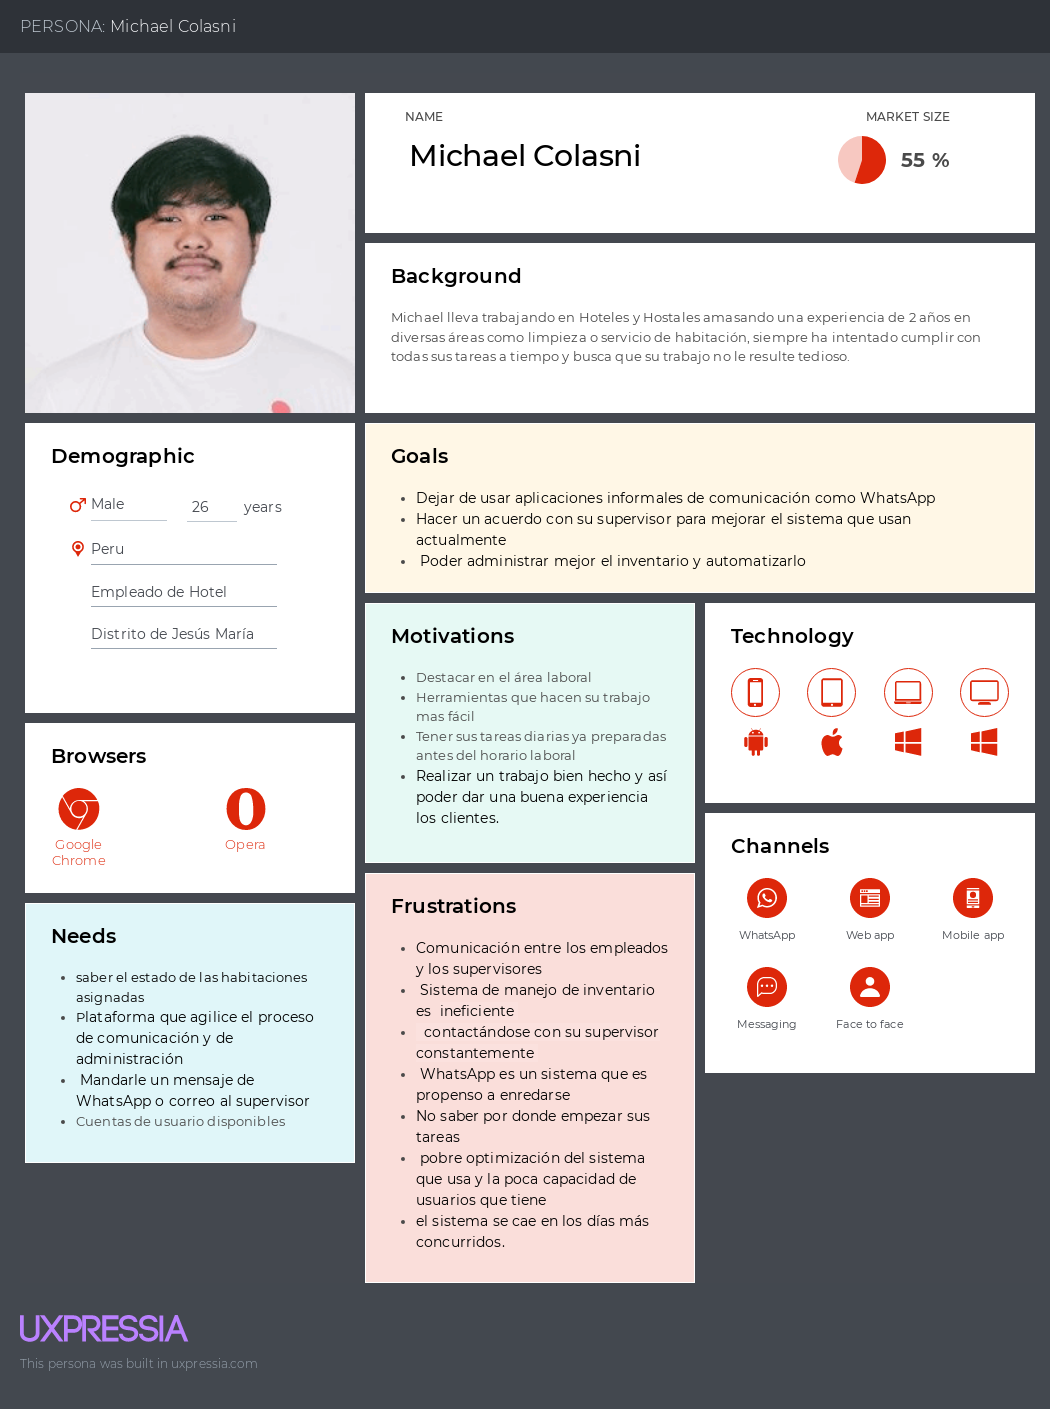 PERSONA: Michael Colasni
NAME
MARKET SIZE
Michael Colasni
55 %
Background
Michael lleva trabajando en Hoteles y Hostales amasando una experiencia de 2 años en
diversas áreas como limpieza o servicio de habitación, siempre ha intentado cumplir con
todas sus tareas a tiempo y busca que su trabajo no le resulte tedioso.
Demographic
Male
26 years
Peru
Empleado de Hotel
Distrito de Jesús María
Goals
Dejar de usar aplicaciones informales de comunicación como WhatsApp
Hacer un acuerdo con su supervisor para mejorar el sistema que usan
actualmente
Poder administrar mejor el inventario y automatizarlo
Motivations
Destacar en el área laboral
Herramientas que hacen su trabajo
mas fácil
Tener sus tareas diarias ya preparadas
antes del horario laboral
Realizar un trabajo bien hecho y así
poder dar una buena experiencia
los clientes.
Technology
Browsers
Google
Chrome
Opera
Channels
WhatsApp
Web app
Mobile app
Messaging
Face to face
Needs
saber el estado de las habitaciones
asignadas
Plataforma que agilice el proceso
de comunicación y de
administración
Mandarle un mensaje de
WhatsApp o correo al supervisor
Cuentas de usuario disponibles
Frustrations
Comunicación entre los empleados
y los supervisores
Sistema de manejo de inventario
es ineficiente
contactándose con su supervisor
constantemente
WhatsApp es un sistema que es
propenso a enredarse
No saber por donde empezar sus
tareas
pobre optimización del sistema
que usa y la poca capacidad de
usuarios que tiene
el sistema se cae en los días más
concurridos.
UXPRESSIA
This persona was built in uxpressia.com